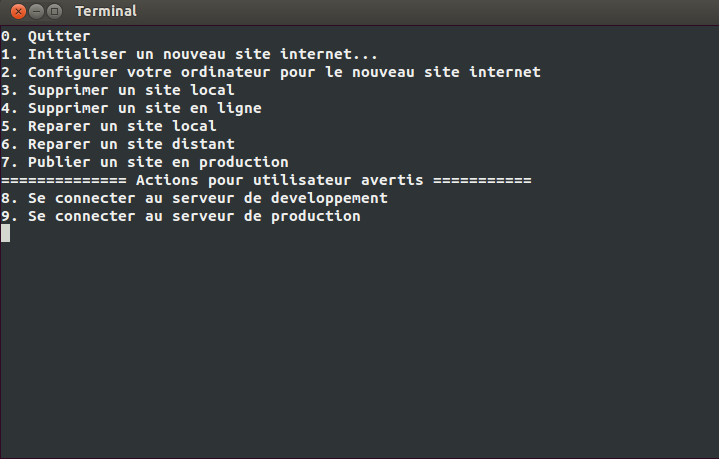 Terminal
0. Quitter
1. Initialiser un nouveau site internet...
2. Configurer votre ordinateur pour le nouveau site internet
3. Supprimer un site local
4. Supprimer un site en ligne
5. Reparer un site local
6. Reparer un site distant
7. Publier un site en production
============== Actions pour utilisateur avertis ===========
8. Se connecter au serveur de developpement
9. Se connecter au serveur de production